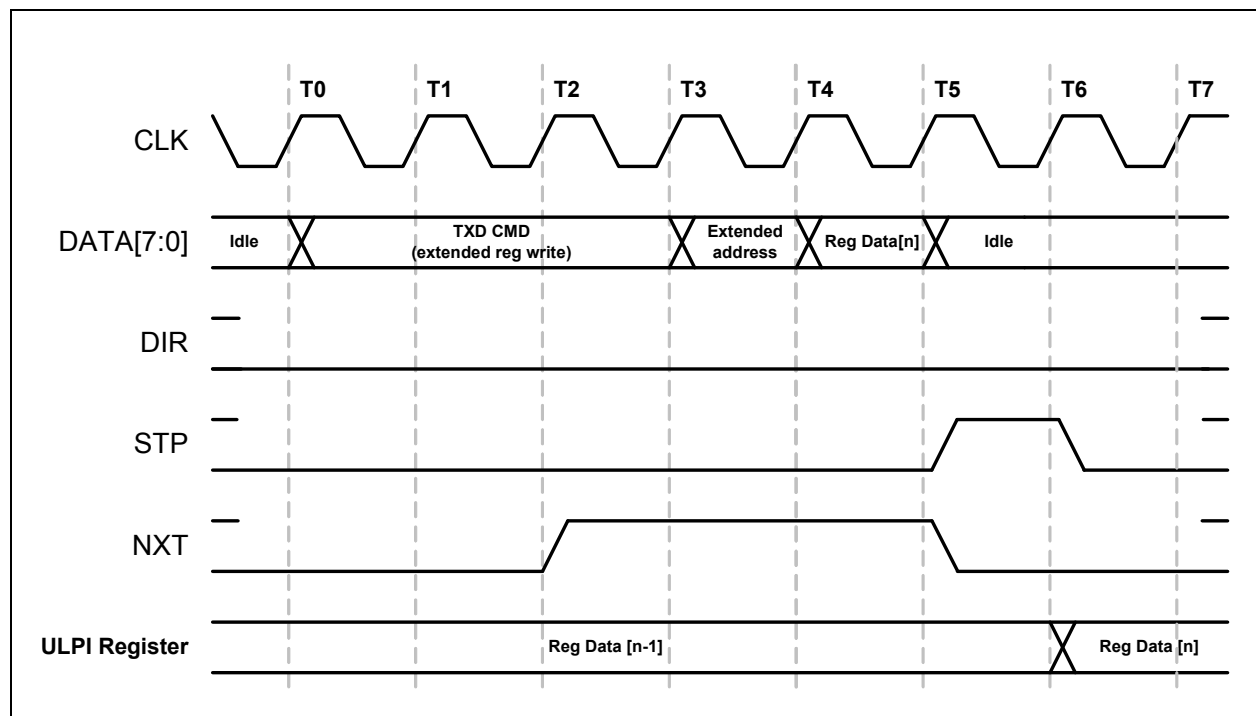 T0 T1 T2 T3 T4 T5 T6 T7
CLK
DATA[7:0]
Idle
TXD CMD
(extended reg write)
Extended
address
Reg Data[n]
Idle
DIR
STP
NXT
ULPI Register
Reg Data [n-1]
Reg Data [n]